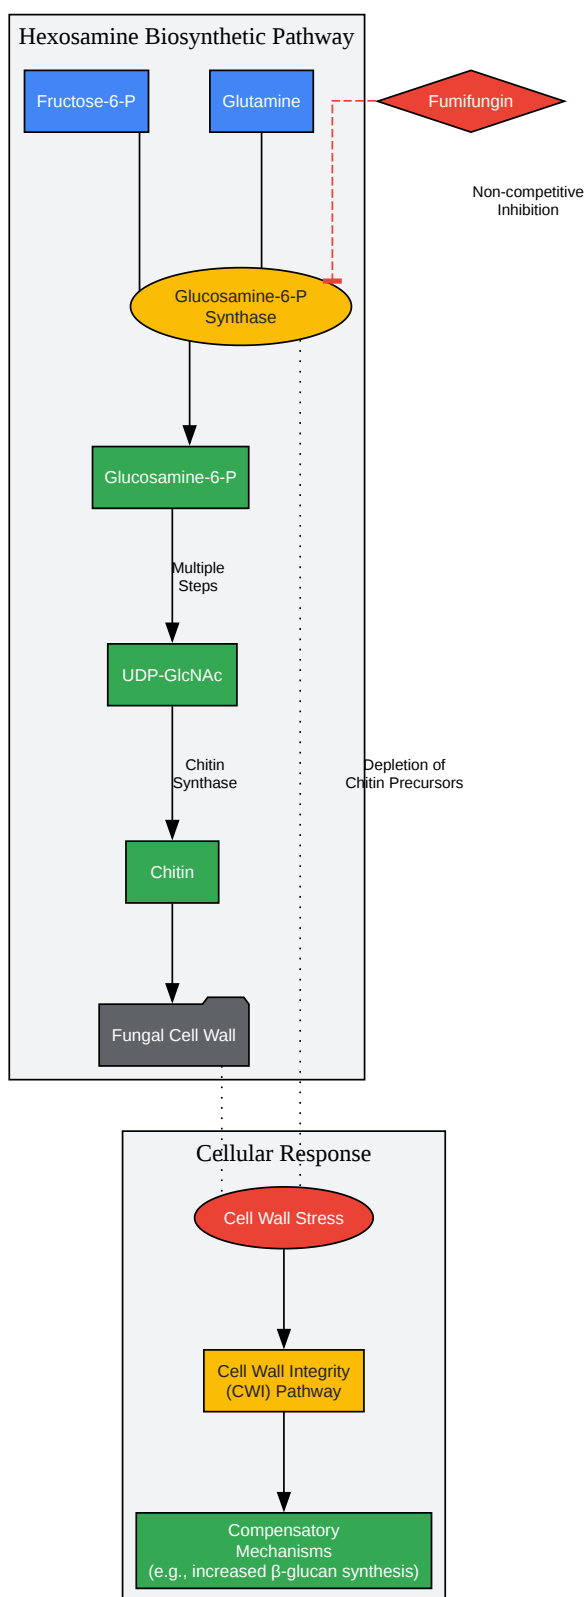 Hexosamine Biosynthetic Pathway
Fructose-6-P
Glutamine
Fumifungin
Non-competitive
Inhibition
Glucosamine-6-P
Synthase
Glucosamine-6-P
Multiple
Steps
UDP-GlcNAc
Chitin
Synthase
Depletion of
Chitin Precursors
Chitin
Fungal Cell Wall
Cellular Response
Cell Wall Stress
Cell Wall Integrity
(CWI) Pathway
Compensatory
Mechanisms
(e.g., increased β-glucan synthesis)